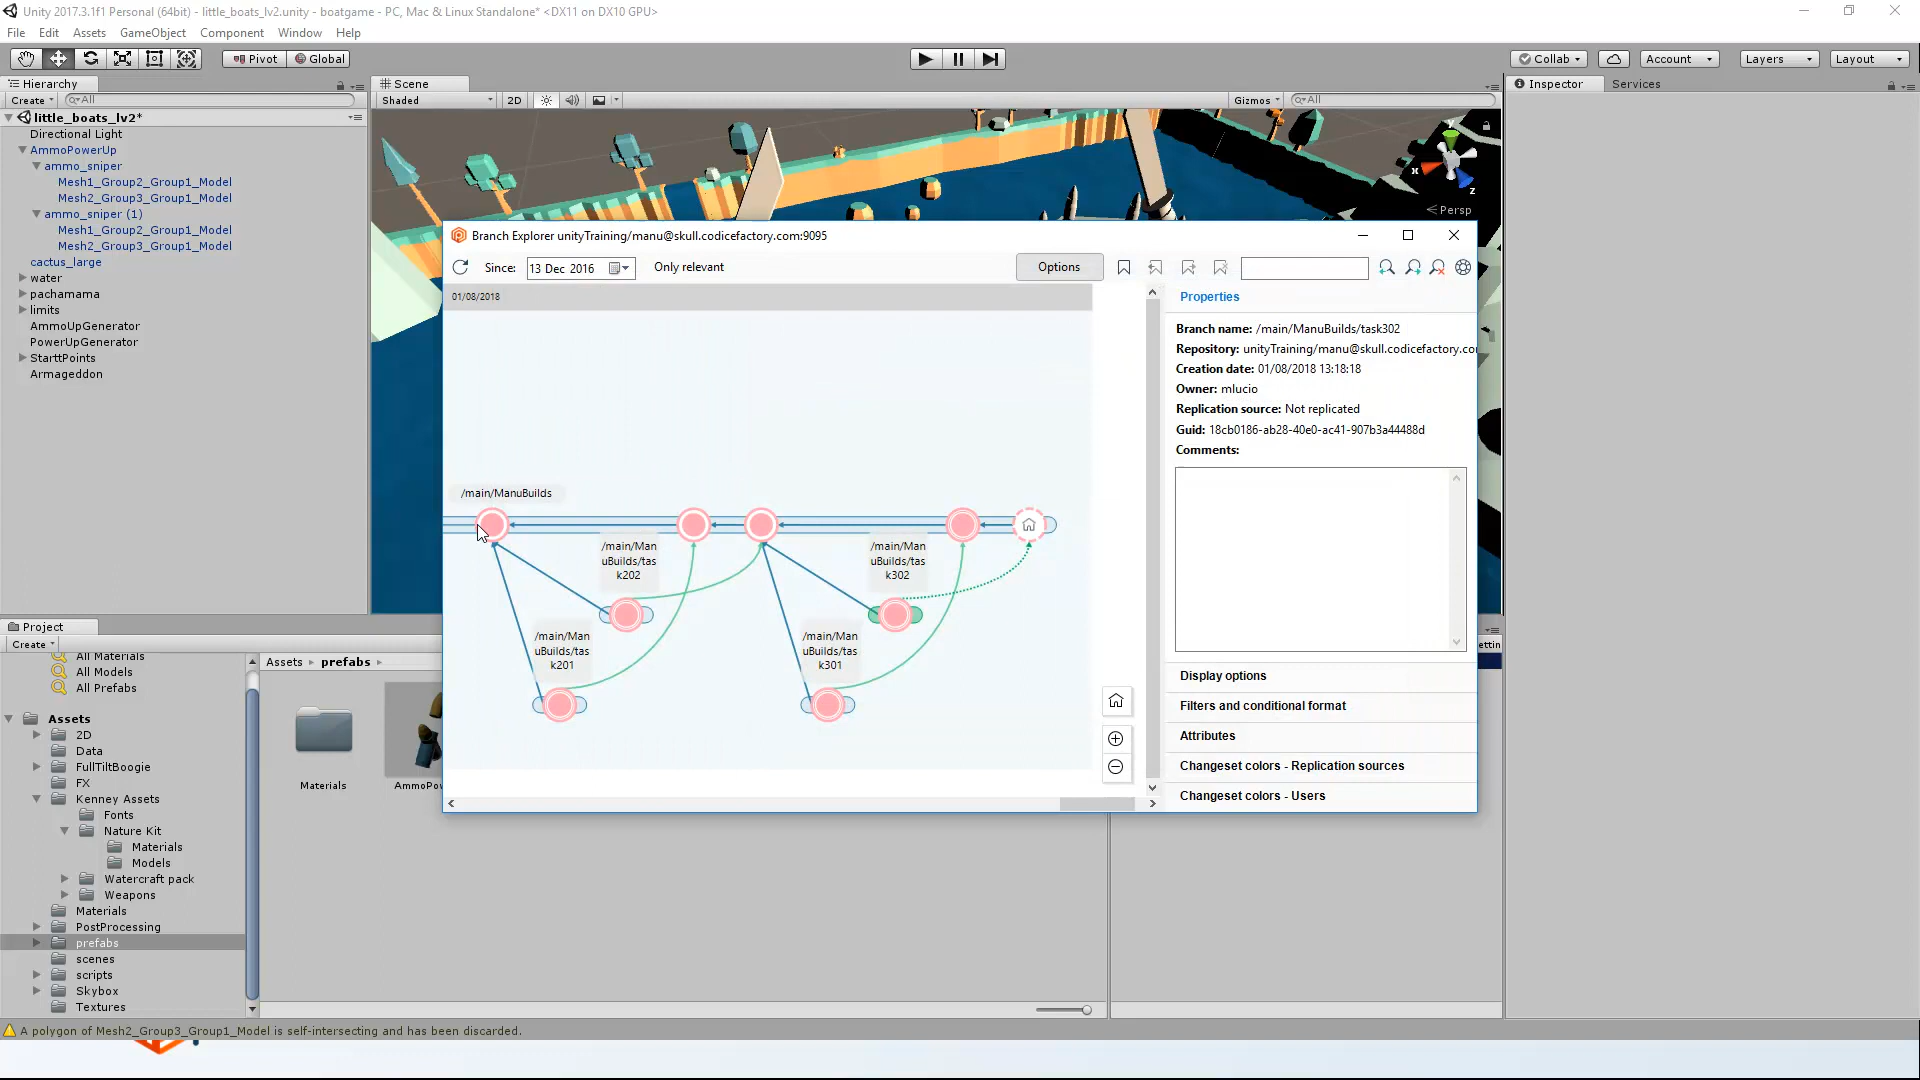 Unity 2017.3.1f1 Personal (64bit) - little_boats_lv2.unity - boatgame - PC, Mac & Linux Standalone* <DX11 on DX10 GPU>
File Edit Assets GameObject Component Window Help
Pivot Global Collab Account Layers Layout
Hierarchy
Create All
little_boats_lv2*
Directional Light
AmmoPowerUp
ammo_sniper
Mesh1_Group2_Group1_Model
Mesh2_Group3_Group1_Model
ammo_sniper (1)
Mesh1_Group2_Group1_Model
Mesh2_Group3_Group1_Model
cactus_large
water
pachamama
limits
AmmoUpGenerator
PowerUpGenerator
StarttPoints
Armageddon
Scene
Shaded 2D Gizmos All
y
x
z
Persp
Inspector Services
Branch Explorer unityTraining/manu@skull.codicefactory.com:9095
Since: 13 Dec 2016 Only relevant Options
01/08/2018
/main/ManuBuilds
/main/Man
uBuilds/tas
k202
/main/Man
uBuilds/tas
k302
/main/Man
uBuilds/tas
k201
/main/Man
uBuilds/tas
k301
Properties
Branch name: /main/ManuBuilds/task302
Repository: unityTraining/manu@skull.codicefactory.co
Creation date: 01/08/2018 13:18:18
Owner: mlucio
Replication source: Not replicated
Guid: 18cb0186-ab28-40e0-ac41-907b3a44488d
Comments:
Display options
Filters and conditional format
Attributes
Changeset colors - Replication sources
Changeset colors - Users
Project
Create
All Materials
All Models
All Prefabs
Assets
2D
Data
FullTiltBoogie
FX
Kenney Assets
Fonts
Nature Kit
Materials
Models
Watercraft pack
Weapons
Materials
PostProcessing
prefabs
scenes
scripts
Skybox
Textures
Assets prefabs
Materials
AmmoPow
ettin
A polygon of Mesh2_Group3_Group1_Model is self-intersecting and has been discarded.